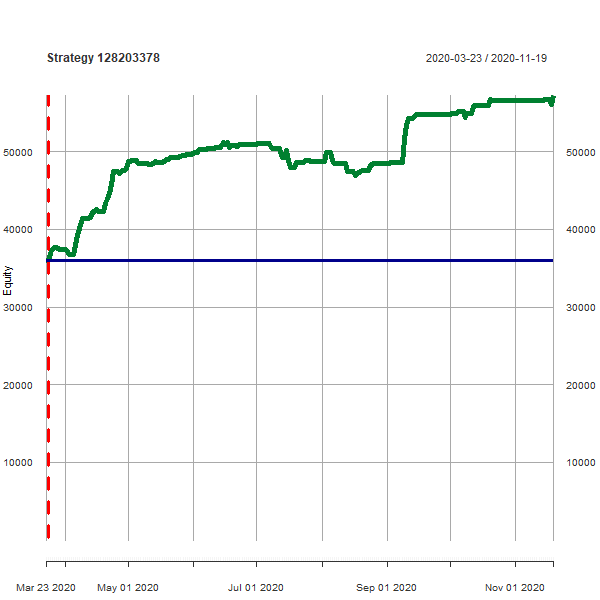 Strategy 128203378
2020-03-23 / 2020-11-19
50000
50000
40000
40000
Equity
30000
30000
20000
20000
10000
10000
Mar 23 2020
May 01 2020
Jul 01 2020
Sep 01 2020
Nov 01 2020